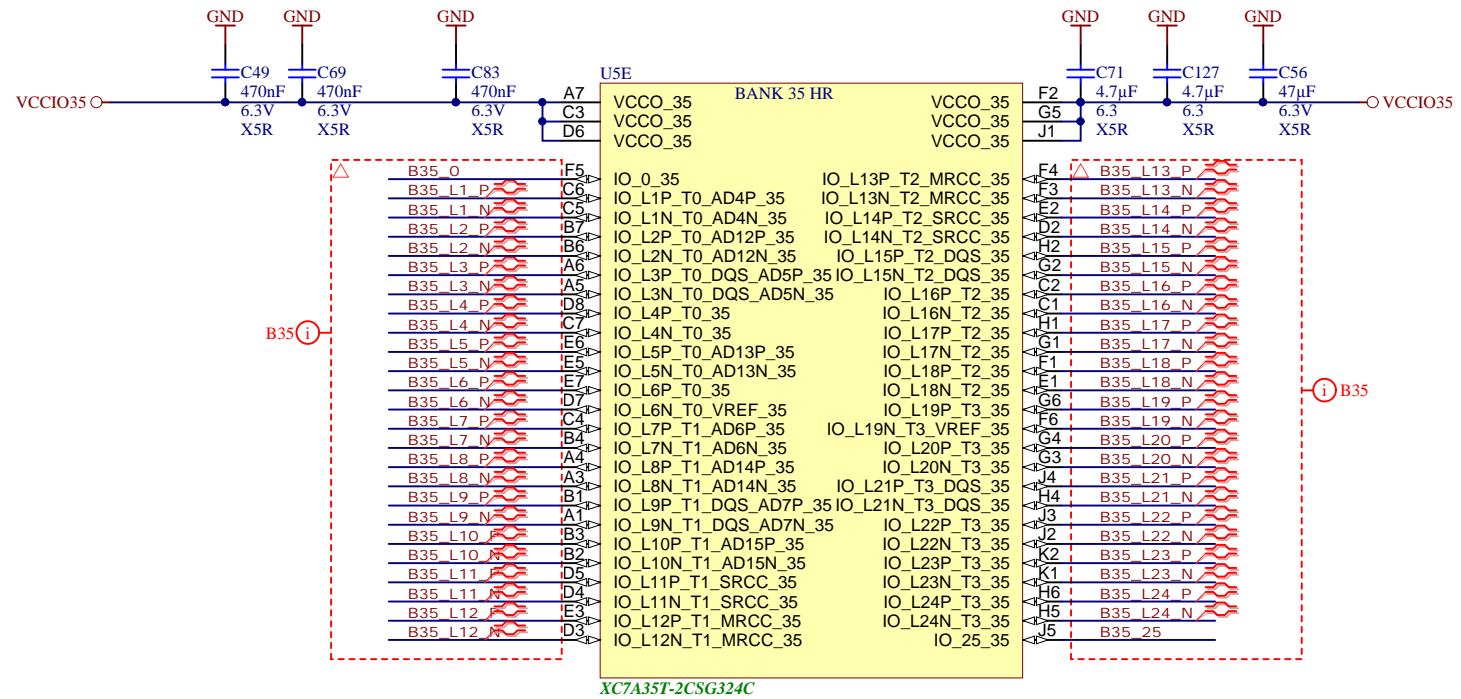 GND GND GND GND GND GND
C49 470nF 6.3V X5R
C69 470nF 6.3V X5R
C83 470nF 6.3V X5R
U5E
C71 4.7µF 6.3 X5R
C127 4.7µF 6.3 X5R
C56 47µF 6.3V X5R
VCCIO35 VCCIO35
BANK 35 HR
A7 VCCO_35 VCCO_35 F2
C3 VCCO_35 VCCO_35 G5
D6 VCCO_35 VCCO_35 J1
B35_0 F5 IO_0_35 IO_L13P_T2_MRCC_35 F4 B35_L13_P
B35_L1_P C6 IO_L1P_T0_AD4P_35 IO_L13N_T2_MRCC_35 F3 B35_L13_N
B35_L1_N C5 IO_L1N_T0_AD4N_35 IO_L14P_T2_SRCC_35 E2 B35_L14_P
B35_L2_P B7 IO_L2P_T0_AD12P_35 IO_L14N_T2_SRCC_35 D2 B35_L14_N
B35_L2_N B6 IO_L2N_T0_AD12N_35 IO_L15P_T2_DQS_35 H2 B35_L15_P
B35_L3_P A6 IO_L3P_T0_DQS_AD5P_35 IO_L15N_T2_DQS_35 G2 B35_L15_N
B35_L3_N A5 IO_L3N_T0_DQS_AD5N_35 IO_L16P_T2_35 C2 B35_L16_P
B35_L4_P D8 IO_L4P_T0_35 IO_L16N_T2_35 C1 B35_L16_N
B35_L4_N C7 IO_L4N_T0_35 IO_L17P_T2_35 H1 B35_L17_P
B35_L5_P E6 IO_L5P_T0_AD13P_35 IO_L17N_T2_35 G1 B35_L17_N
B35_L5_N E5 IO_L5N_T0_AD13N_35 IO_L18P_T2_35 F1 B35_L18_P
B35_L6_P E7 IO_L6P_T0_35 IO_L18N_T2_35 E1 B35_L18_N
B35_L6_N D7 IO_L6N_T0_VREF_35 IO_L19P_T3_35 G6 B35_L19_P
B35_L7_P C4 IO_L7P_T1_AD6P_35 IO_L19N_T3_VREF_35 F6 B35_L19_N
B35_L7_N B4 IO_L7N_T1_AD6N_35 IO_L20P_T3_35 G4 B35_L20_P
B35_L8_P A4 IO_L8P_T1_AD14P_35 IO_L20N_T3_35 G3 B35_L20_N
B35_L8_N A3 IO_L8N_T1_AD14N_35 IO_L21P_T3_DQS_35 J4 B35_L21_P
B35_L9_P B1 IO_L9P_T1_DQS_AD7P_35 IO_L21N_T3_DQS_35 H4 B35_L21_N
B35_L9_N A1 IO_L9N_T1_DQS_AD7N_35 IO_L22P_T3_35 J3 B35_L22_P
B35_L10_P B3 IO_L10P_T1_AD15P_35 IO_L22N_T3_35 J2 B35_L22_N
B35_L10_N B2 IO_L10N_T1_AD15N_35 IO_L23P_T3_35 K2 B35_L23_P
B35_L11_P D5 IO_L11P_T1_SRCC_35 IO_L23N_T3_35 K1 B35_L23_N
B35_L11_N D4 IO_L11N_T1_SRCC_35 IO_L24P_T3_35 H6 B35_L24_P
B35_L12_P E3 IO_L12P_T1_MRCC_35 IO_L24N_T3_35 H5 B35_L24_N
B35_L12_N D3 IO_L12N_T1_MRCC_35 IO_25_35 J5 B35_25
B35 i i B35
XC7A35T-2CSG324C